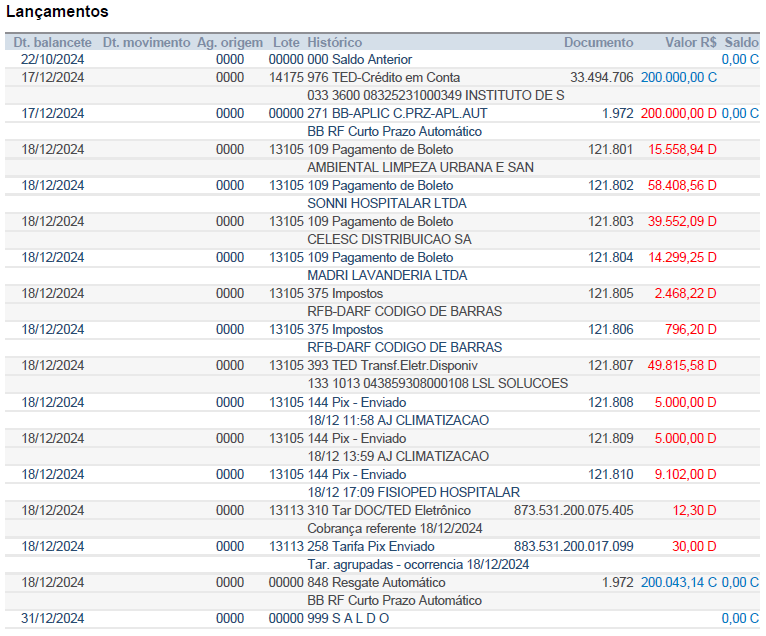 Lançamentos
Dt. balancete Dt. movimento Ag. origem Lote Histórico Documento Valor R$ Saldo
22/10/2024 0000 00000 000 Saldo Anterior 0,00 C
17/12/2024 0000 14175 976 TED-Crédito em Conta 33.494.706 200.000,00 C
033 3600 08325231000349 INSTITUTO DE S
17/12/2024 0000 00000 271 BB-APLIC C.PRZ-APL.AUT 1.972 200.000,00 D 0,00 C
BB RF Curto Prazo Automático
18/12/2024 0000 13105 109 Pagamento de Boleto 121.801 15.558,94 D
AMBIENTAL LIMPEZA URBANA E SAN
18/12/2024 0000 13105 109 Pagamento de Boleto 121.802 58.408,56 D
SONNI HOSPITALAR LTDA
18/12/2024 0000 13105 109 Pagamento de Boleto 121.803 39.552,09 D
CELESC DISTRIBUICAO SA
18/12/2024 0000 13105 109 Pagamento de Boleto 121.804 14.299,25 D
MADRI LAVANDERIA LTDA
18/12/2024 0000 13105 375 Impostos 121.805 2.468,22 D
RFB-DARF CODIGO DE BARRAS
18/12/2024 0000 13105 375 Impostos 121.806 796,20 D
RFB-DARF CODIGO DE BARRAS
18/12/2024 0000 13105 393 TED Transf.Eletr.Disponiv 121.807 49.815,58 D
133 1013 043859308000108 LSL SOLUCOES
18/12/2024 0000 13105 144 Pix - Enviado 121.808 5.000,00 D
18/12 11:58 AJ CLIMATIZACAO
18/12/2024 0000 13105 144 Pix - Enviado 121.809 5.000,00 D
18/12 13:59 AJ CLIMATIZACAO
18/12/2024 0000 13105 144 Pix - Enviado 121.810 9.102,00 D
18/12 17:09 FISIOPED HOSPITALAR
18/12/2024 0000 13113 310 Tar DOC/TED Eletrônico 873.531.200.075.405 12,30 D
Cobrança referente 18/12/2024
18/12/2024 0000 13113 258 Tarifa Pix Enviado 883.531.200.017.099 30,00 D
Tar. agrupadas - ocorrencia 18/12/2024
18/12/2024 0000 00000 848 Resgate Automático 1.972 200.043,14 C 0,00 C
BB RF Curto Prazo Automático
31/12/2024 0000 00000 999 S A L D O 0,00 C